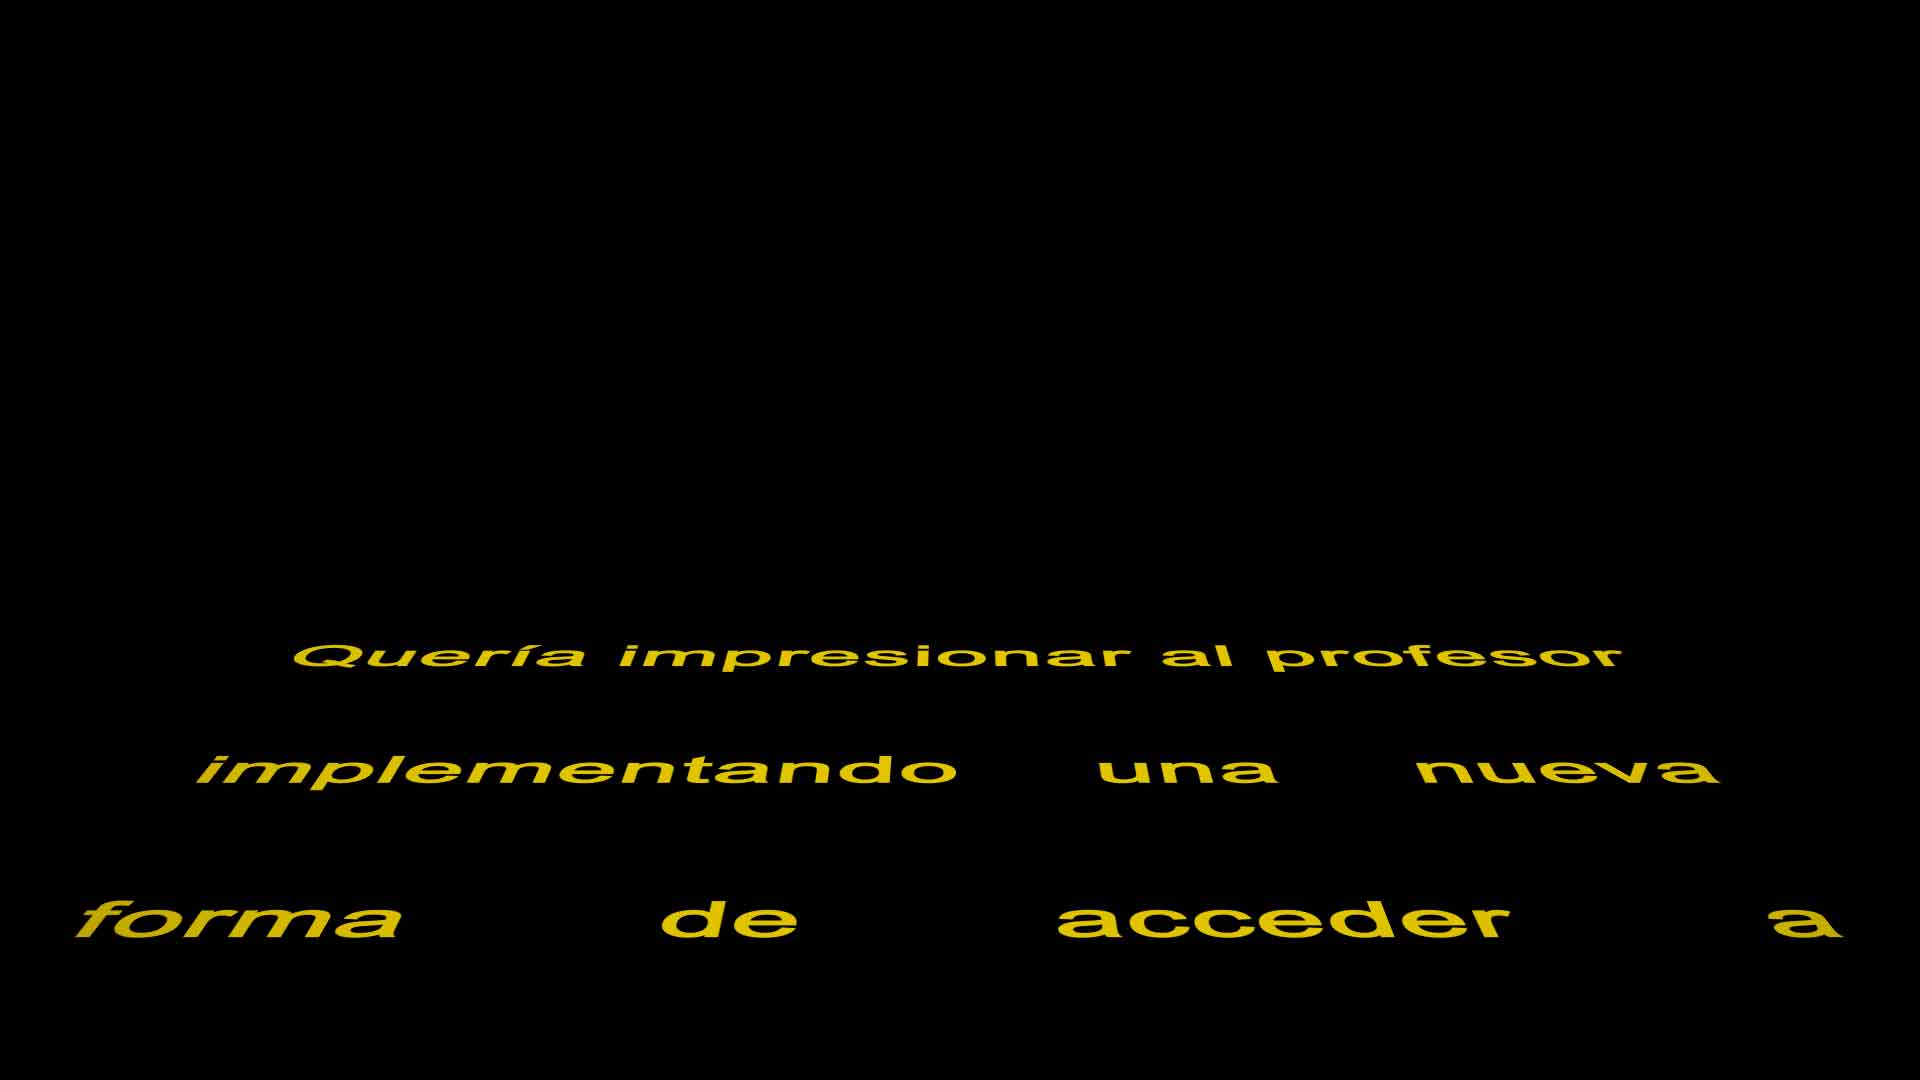 Quería impresionar al profesor
implementando una nueva
forma de acceder a